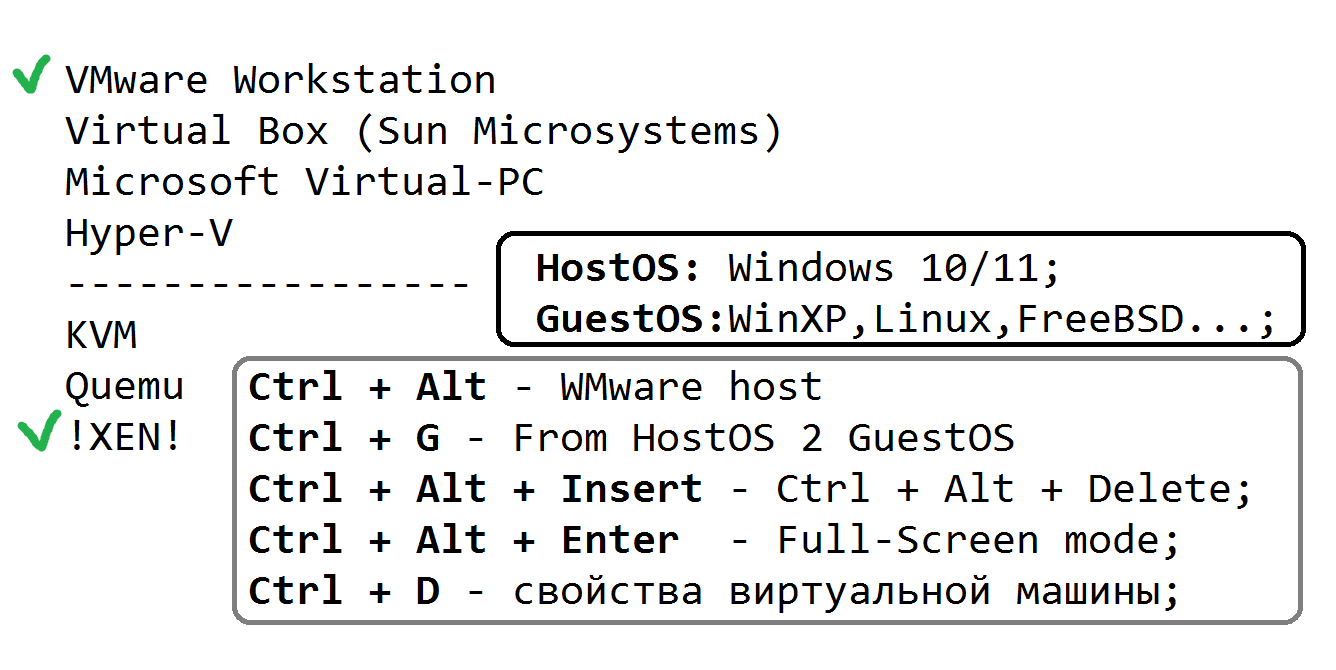 VMware Workstation
Virtual Box (Sun Microsystems)
Microsoft Virtual-PC
Hyper-V
-----------------
KVM
Quemu
!XEN!
HostOS: Windows 10/11;
GuestOS:WinXP,Linux,FreeBSD...;
Ctrl + Alt - WMware host
Ctrl + G - From HostOS 2 GuestOS
Ctrl + Alt + Insert - Ctrl + Alt + Delete;
Ctrl + Alt + Enter - Full-Screen mode;
Ctrl + D - свойства виртуальной машины;